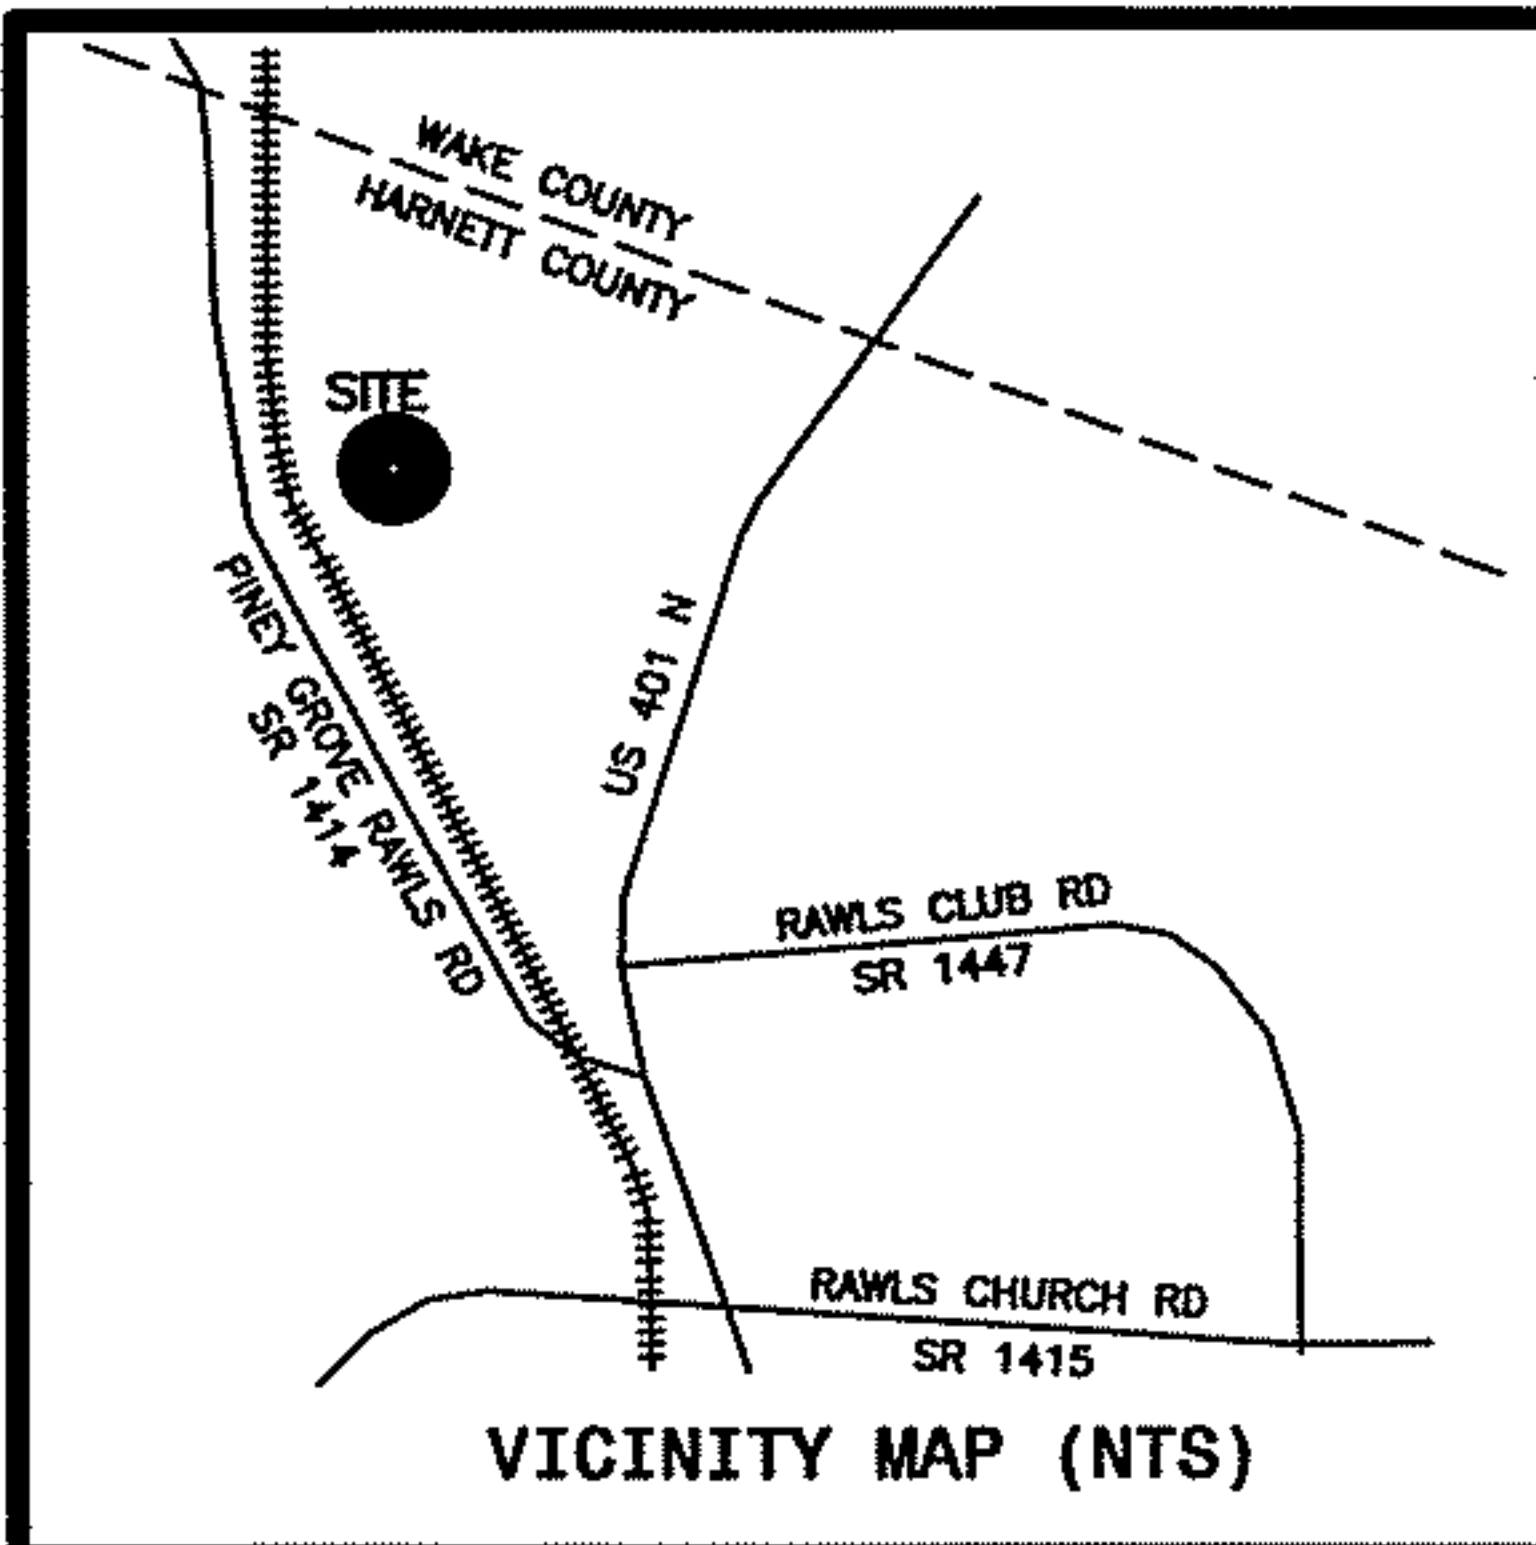 WAKE COUNTY
HARNETT COUNTY
SITE
PINEY GROVE RAWLS RD
SR 1414
US 401 N
RAWLS CLUB RD
SR 1447
RAWLS CHURCH RD
SR 1415
VICINITY MAP (NTS)